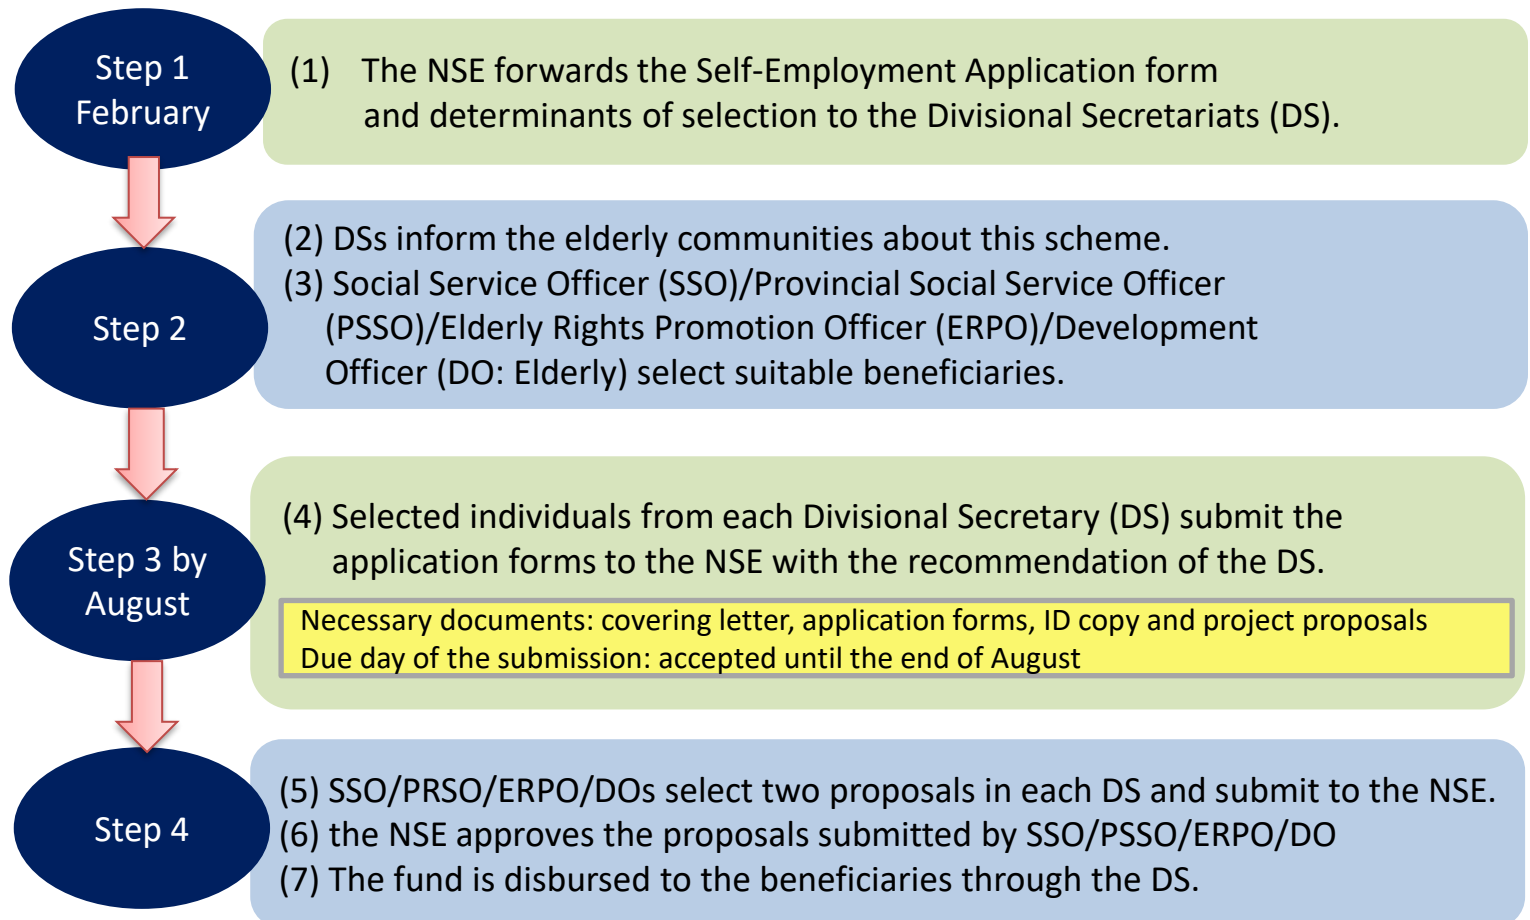 Step 1
February
(1) The NSE forwards the Self-Employment Application form
and determinants of selection to the Divisional Secretariats (DS).
Step 2
(2) DSs inform the elderly communities about this scheme.
(3) Social Service Officer (SSO)/Provincial Social Service Officer
(PSSO)/Elderly Rights Promotion Officer (ERPO)/Development
Officer (DO: Elderly) select suitable beneficiaries.
Step 3 by
August
(4) Selected individuals from each Divisional Secretary (DS) submit the
application forms to the NSE with the recommendation of the DS.
Necessary documents: covering letter, application forms, ID copy and project proposals
Due day of the submission: accepted until the end of August
Step 4
(5) SSO/PRSO/ERPO/DOs select two proposals in each DS and submit to the NSE.
(6) the NSE approves the proposals submitted by SSO/PSSO/ERPO/DO
(7) The fund is disbursed to the beneficiaries through the DS.